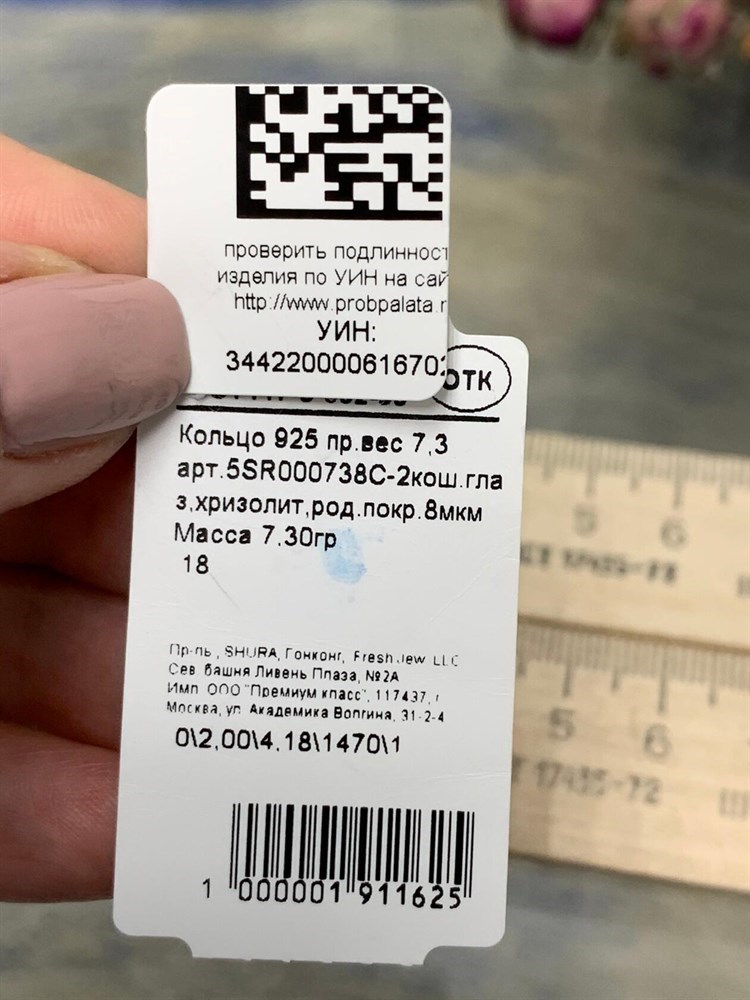 проверить подлинност
изделия по УИН на сай
http://www.probpalata.r
УИН:
344220000616702
ОТК
Кольцо 925 пр.вес 7,3
арт.5SR000738C-2кош.гла
з,хризолит,род.покр.8мкм
Масса 7.30гр
18
Пр-ль, SHURA, Гонконг, Fresh Jew LLC
Сев. башня Ливень Плаза, №2А
Имп. ООО "Премиум класс", 117437, г
Москва, ул. Академика Волгина, 31-2-4
0\2,00\4.18\1470\1
1 000001 911625
5 6
17435-72
5 6
17435-72